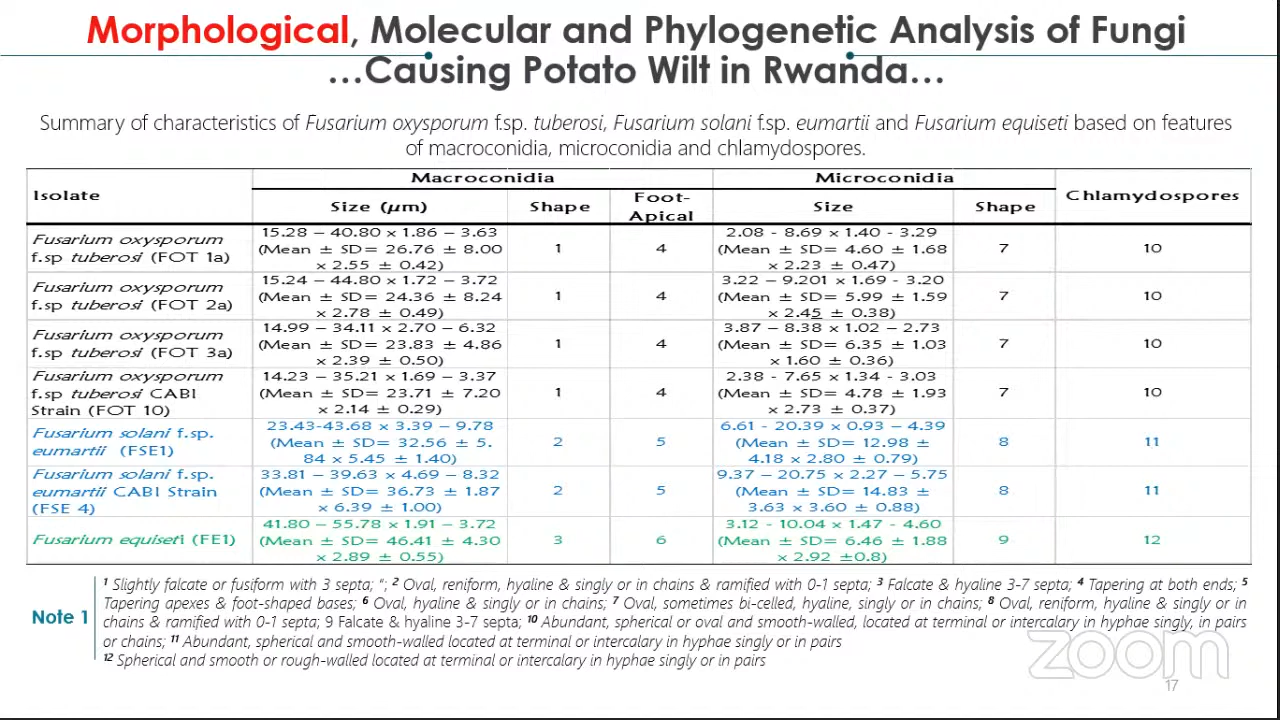 Morphological, Molecular and Phylogenetic Analysis of Fungi
...Causing Potato Wilt in Rwanda...
Summary of characteristics of Fusarium oxysporum f.sp. tuberosi, Fusarium solani f.sp. eumartii and Fusarium equiseti based on features
of macroconidia, microconidia and chlamydospores.
Isolate
Macroconidia
Microconidia
Chlamydospores
Size (µm)
Shape
Foot-
Apical
Size
Shape
Fusarium oxysporum
f.sp tuberosi (FOT 1a)
15.28 – 40.80 x 1.86 – 3.63
(Mean ± SD= 26.76 ± 8.00
x 2.55 ± 0.42)
1
4
2.08 - 8.69 x 1.40 - 3.29
(Mean ± SD= 4.60 ± 1.68
x 2.23 ± 0.47)
7
10
Fusarium oxysporum
f.sp tuberosi (FOT 2a)
15.24 – 44.80 x 1.72 – 3.72
(Mean ± SD= 24.36 ± 8.24
x 2.78 ± 0.49)
1
4
3.22 – 9.201 x 1.69 - 3.20
(Mean ± SD= 5.99 ± 1.59
x 2.45 ± 0.38)
7
10
Fusarium oxysporum
f.sp tuberosi (FOT 3a)
14.99 – 34.11 x 2.70 – 6.32
(Mean ± SD= 23.83 ± 4.86
x 2.39 ± 0.50)
1
4
3.87 – 8.38 x 1.02 – 2.73
(Mean ± SD= 6.35 ± 1.03
x 1.60 ± 0.36)
7
10
Fusarium oxysporum
f.sp tuberosi CABI
Strain (FOT 10)
14.23 – 35.21 x 1.69 – 3.37
(Mean ± SD= 23.71 ± 7.20
x 2.14 ± 0.29)
1
4
2.38 - 7.65 x 1.34 - 3.03
(Mean ± SD= 4.78 ± 1.93
x 2.73 ± 0.37)
7
10
Fusarium solani f.sp.
eumartii (FSE1)
23.43-43.68 x 3.39 – 9.78
(Mean ± SD= 32.56 ± 5.
84 x 5.45 ± 1.40)
2
5
6.61 - 20.39 x 0.93 – 4.39
(Mean ± SD= 12.98 ±
4.18 x 2.80 ± 0.79)
8
11
Fusarium solani f.sp.
eumartii CABI Strain
(FSE 4)
33.81 – 39.63 x 4.69 – 8.32
(Mean ± SD= 36.73 ± 1.87
x 6.39 ± 1.00)
2
5
9.37 – 20.75 x 2.27 – 5.75
(Mean ± SD= 14.83 ±
3.63 x 3.60 ± 0.88)
8
11
Fusarium equiseti (FE1)
41.80 – 55.78 x 1.91 – 3.72
(Mean ± SD= 46.41 ± 4.30
x 2.89 ± 0.55)
3
6
3.12 - 10.04 x 1.47 - 4.60
(Mean ± SD= 6.46 ± 1.88
x 2.92 ±0.8)
9
12
Note 1
1 Slightly falcate or fusiform with 3 septa; "; 2 Oval, reniform, hyaline & singly or in chains & ramified with 0-1 septa; 3 Falcate & hyaline 3-7 septa; 4 Tapering at both ends; 5
Tapering apexes & foot-shaped bases; 6 Oval, hyaline & singly or in chains; 7 Oval, sometimes bi-celled, hyaline, singly or in chains; 8 Oval, reniform, hyaline & singly or in
chains & ramified with 0-1 septa; 9 Falcate & hyaline 3-7 septa; 10 Abundant, spherical or oval and smooth-walled, located at terminal or intercalary in hyphae singly, in pairs
or chains; 11 Abundant, spherical and smooth-walled located at terminal or intercalary in hyphae singly or in pairs
12 Spherical and smooth or rough-walled located at terminal or intercalary in hyphae singly or in pairs
zoom
17